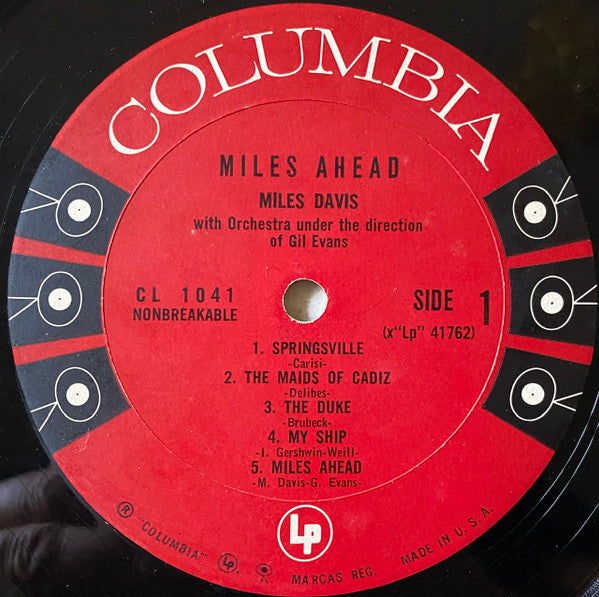 COLUMBIA
MILES AHEAD
MILES DAVIS
with Orchestra under the direction
of Gil Evans
CL 1041
NONBREAKABLE
SIDE 1
(x"Lp" 41762)
1. SPRINGSVILLE
-Carisi-
2. THE MAIDS OF CADIZ
-Delibes-
3. THE DUKE
-Brubeck-
4. MY SHIP
-I. Gershwin-Weill-
5. MILES AHEAD
-M. Davis-G. Evans-
Lp
® "COLUMBIA" Lp MARCAS REG. MADE IN U. S. A.